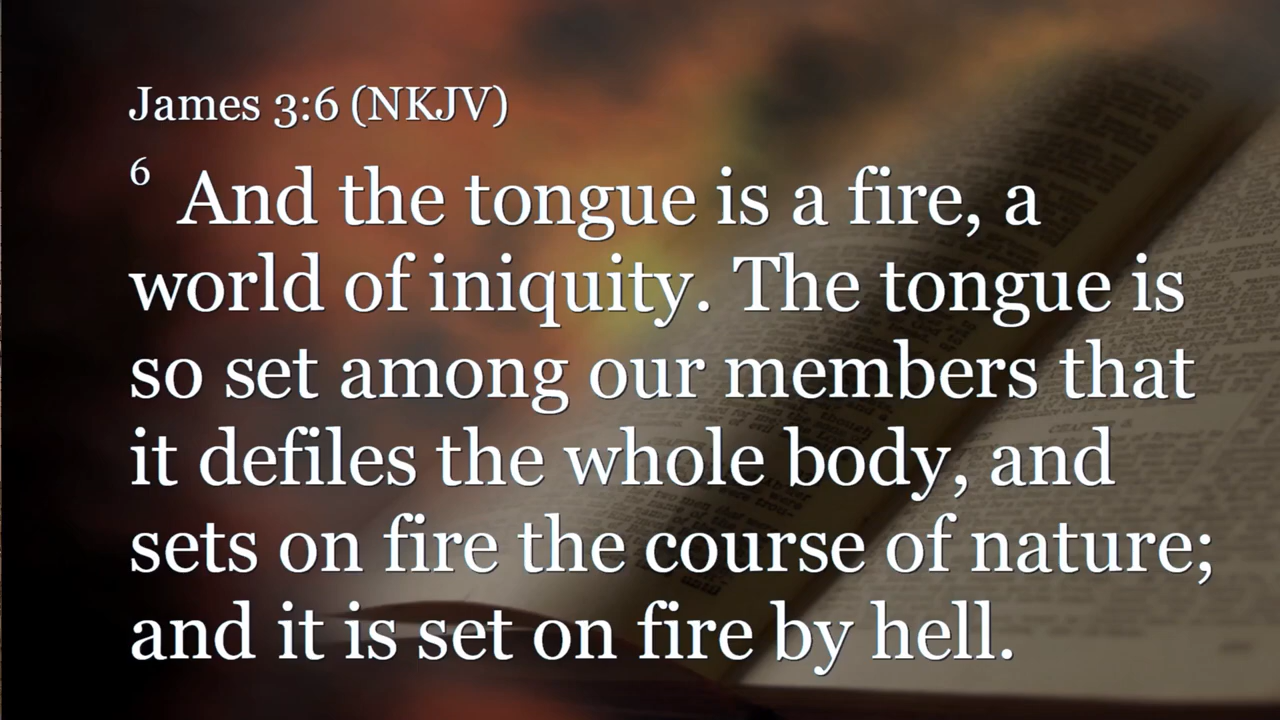 James 3:6 (NKJV)
6 And the tongue is a fire, a
world of iniquity. The tongue is
so set among our members that
it defiles the whole body, and
sets on fire the course of nature;
and it is set on fire by hell.